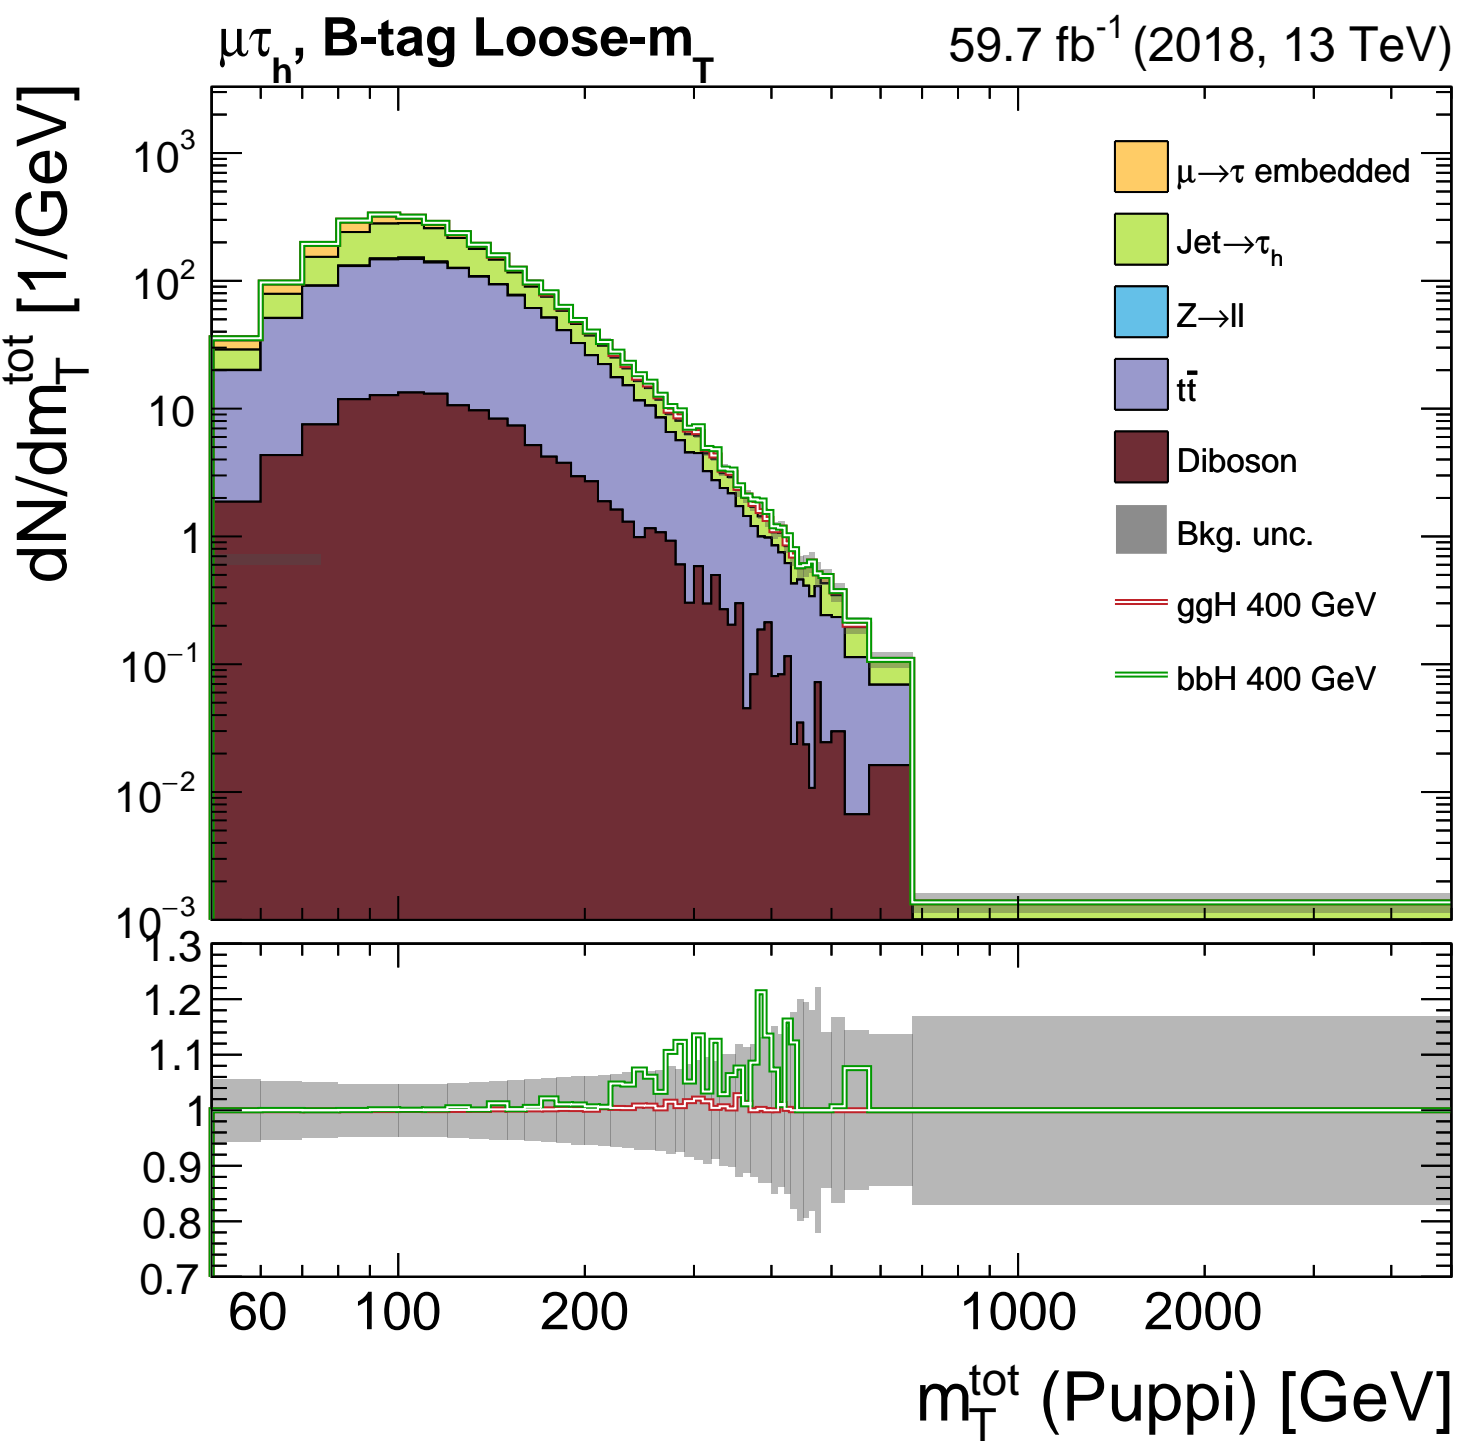 μτh, B-tag Loose-mT
59.7 fb-1 (2018, 13 TeV)
dN/dmTtot [1/GeV]
10³
10²
10
1
10−1
10−2
10−3
μ→τ embedded
Jet→τh
Z→ll
tt̄
Diboson
Bkg. unc.
ggH 400 GeV
bbH 400 GeV
1.3
1.2
1.1
1
0.9
0.8
0.7
60 100 200 1000 2000
mTtot (Puppi) [GeV]